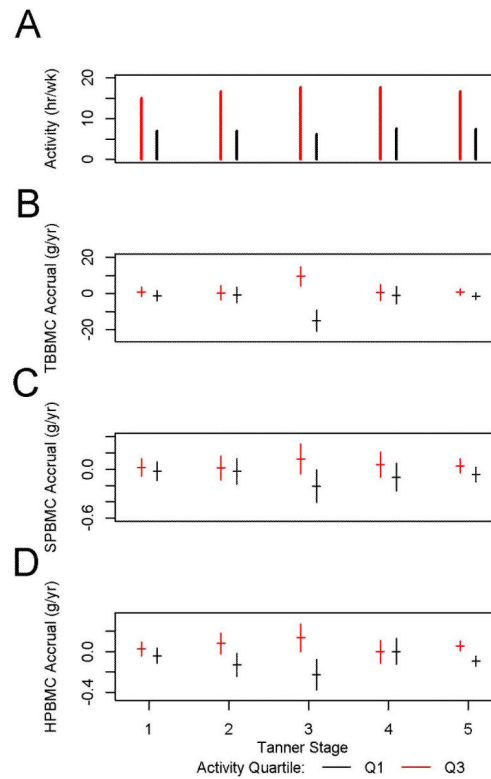 A
Activity (hr/wk)
20
10
0
B
TBBMC Accrual (g/yr)
20
0
-20
C
SPBMC Accrual (g/yr)
0.0
-0.6
D
HPBMC Accrual (g/yr)
0.0
-0.4
1 2 3 4 5
Tanner Stage
Activity Quartile: Q1 Q3